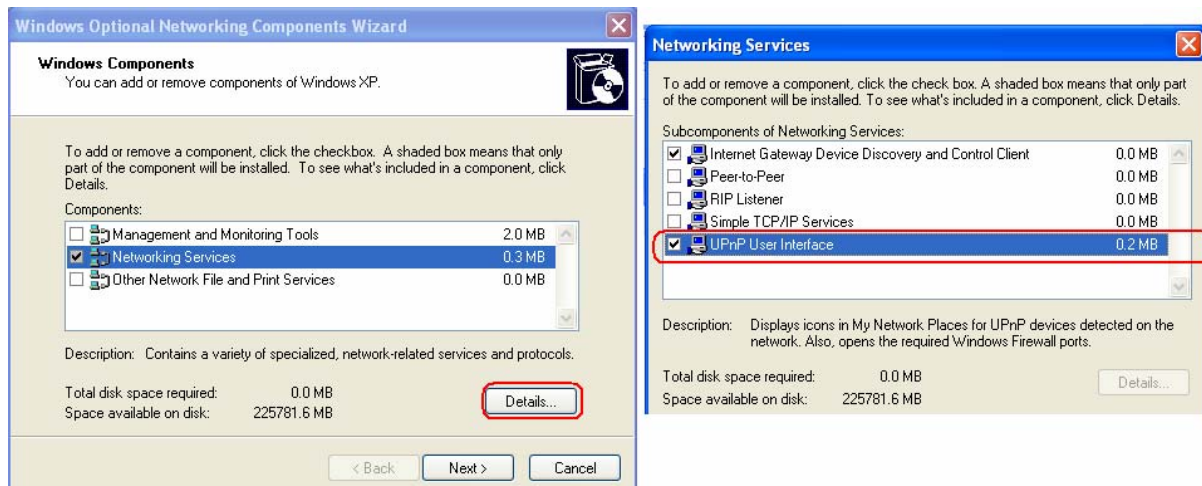 Windows Optional Networking Components Wizard
Windows Components
You can add or remove components of Windows XP.
To add or remove a component, click the checkbox. A shaded box means that only
part of the component will be installed. To see what's included in a component, click
Details.
Components:
Management and Monitoring Tools 2.0 MB
Networking Services 0.3 MB
Other Network File and Print Services 0.0 MB
Description: Contains a variety of specialized, network-related services and protocols.
Total disk space required: 0.0 MB
Space available on disk: 225781.6 MB
Details...
< Back
Next >
Cancel
Networking Services
To add or remove a component, click the check box. A shaded box means that only part
of the component will be installed. To see what's included in a component, click Details.
Subcomponents of Networking Services:
Internet Gateway Device Discovery and Control Client 0.0 MB
Peer-to-Peer 0.0 MB
RIP Listener 0.0 MB
Simple TCP/IP Services 0.0 MB
UPnP User Interface 0.2 MB
Description: Displays icons in My Network Places for UPnP devices detected on the
network. Also, opens the required Windows Firewall ports.
Total disk space required: 0.0 MB
Space available on disk: 225781.6 MB
Details...